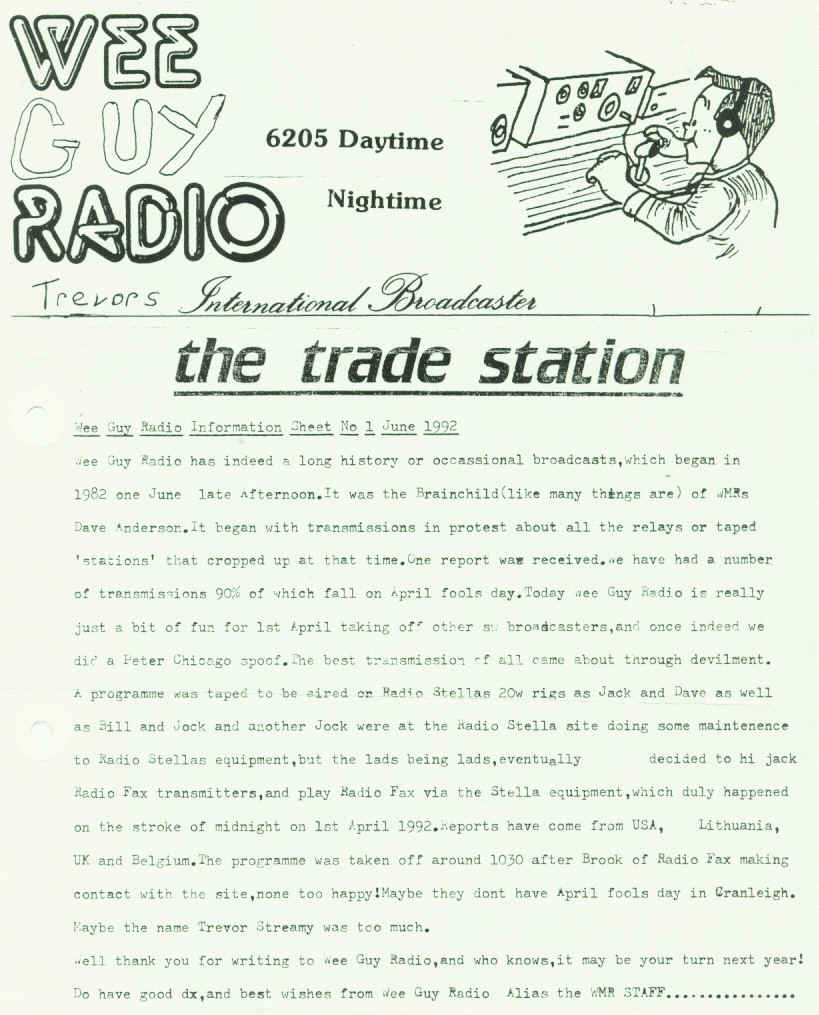 WEE
GUY
RADIO
6205 Daytime
Nightime
Trevors International Broadcaster
the trade station
Wee Guy Radio Information Sheet No 1 June 1992
Wee Guy Radio has indeed a long history or occassional broadcasts,which began in
1982 one June late Afternoon.It was the Brainchild(like many things are) of WMRs
Dave Anderson.It began with transmissions in protest about all the relays or taped
'stations' that cropped up at that time.One report was received.We have had a number
of transmissions 90% of which fall on April fools day.Today Wee Guy Radio is really
just a bit of fun for 1st April taking off other sw broadcasters,and once indeed we
did a Peter Chicago spoof.The best transmission of all came about through devilment.
A programme was taped to be aired on Radio Stellas 20w rigs as Jack and Dave as well
as Bill and Jock and another Jock were at the Radio Stella site doing some maintenence
to Radio Stellas equipment,but the lads being lads,eventually decided to hi jack
Radio Fax transmitters,and play Radio Fax via the Stella equipment,which duly happened
on the stroke of midnight on 1st April 1992.Reports have come from USA, Lithuania,
UK and Belgium.The programme was taken off around 1030 after Brook of Radio Fax making
contact with the site,none too happy!Maybe they dont have April fools day in Cranleigh.
Maybe the name Trevor Streamy was too much.
Well thank you for writing to Wee Guy Radio,and who knows,it may be your turn next year!
Do have good dx,and best wishes from Wee Guy Radio Alias the WMR STAFF................